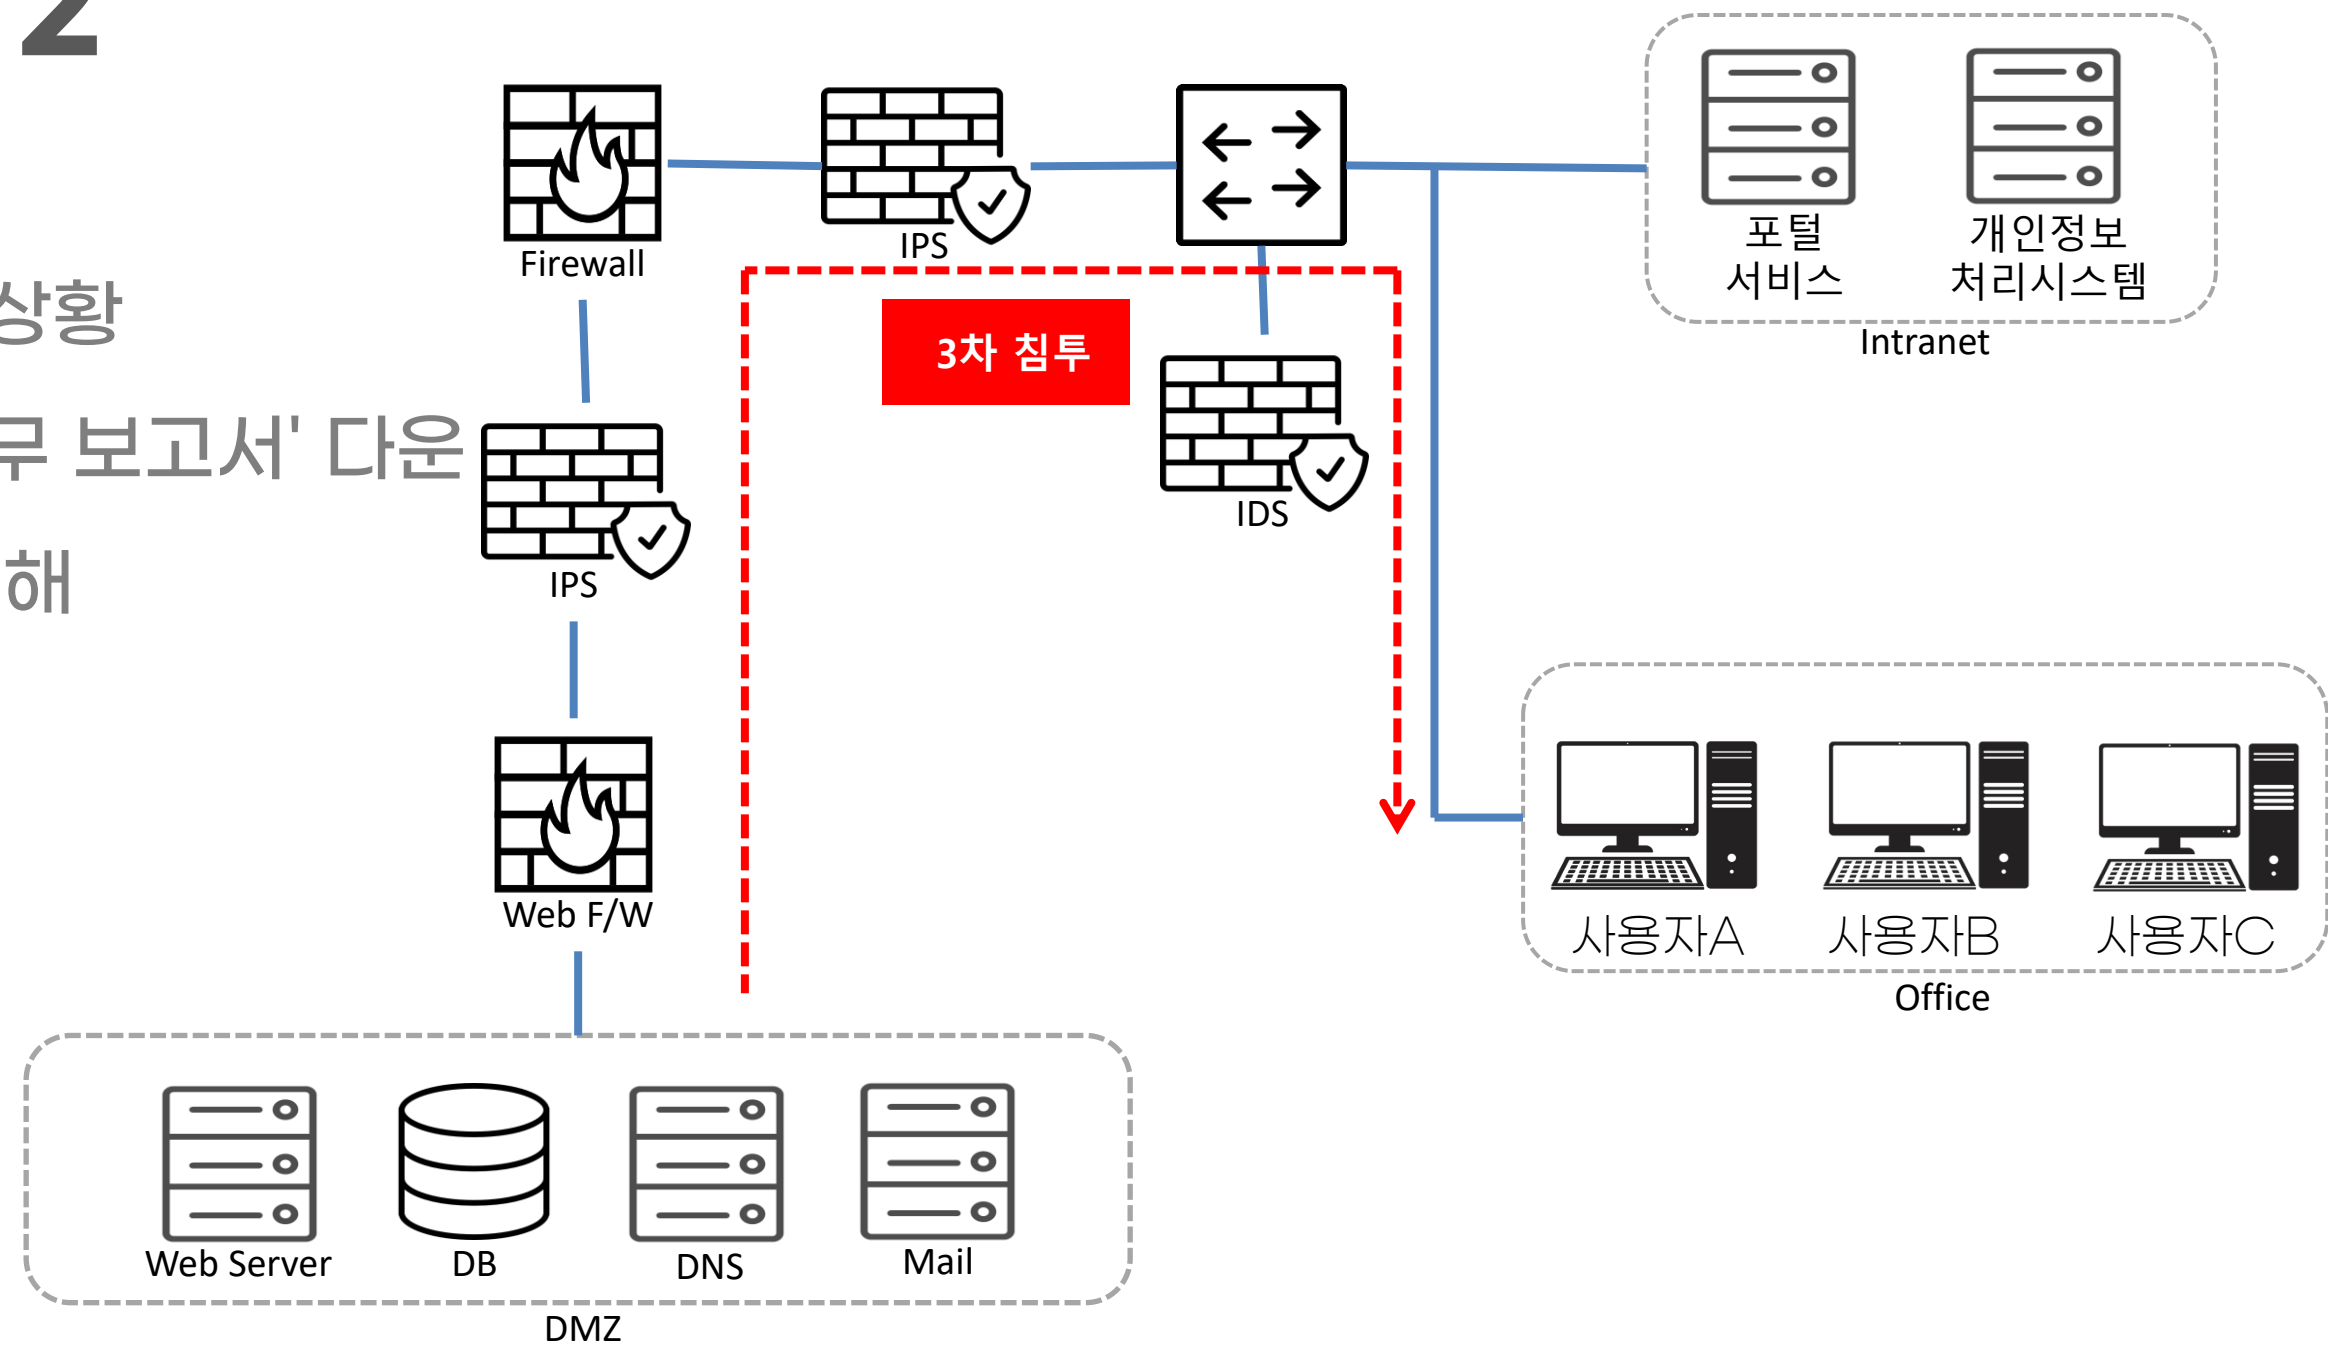 2
상황
무 보고서' 다운
해
Firewall
IPS
포털
서비스
개인정보
처리시스템
Intranet
3차 침투
IPS
IDS
Web F/W
사용자A
사용자B
사용자C
Office
Web Server
DB
DNS
Mail
DMZ